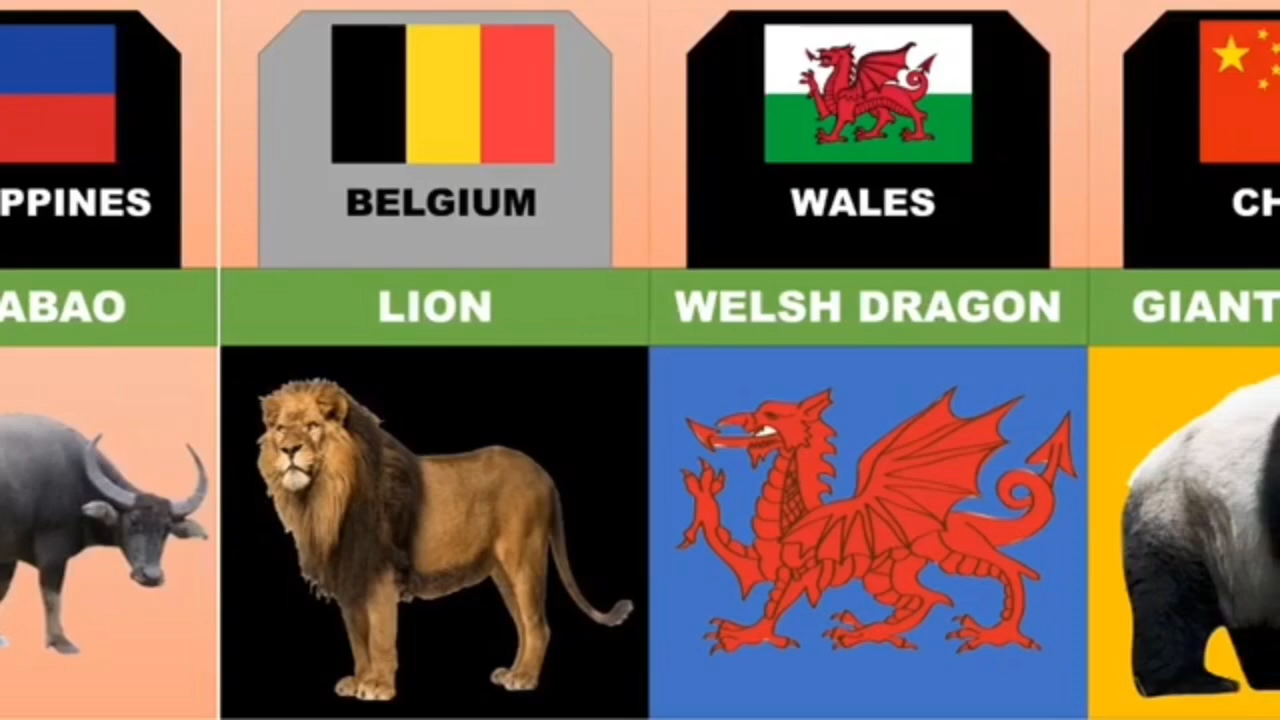 PPINES
BELGIUM
WALES
CH
ABAO
LION
WELSH DRAGON
GIANT